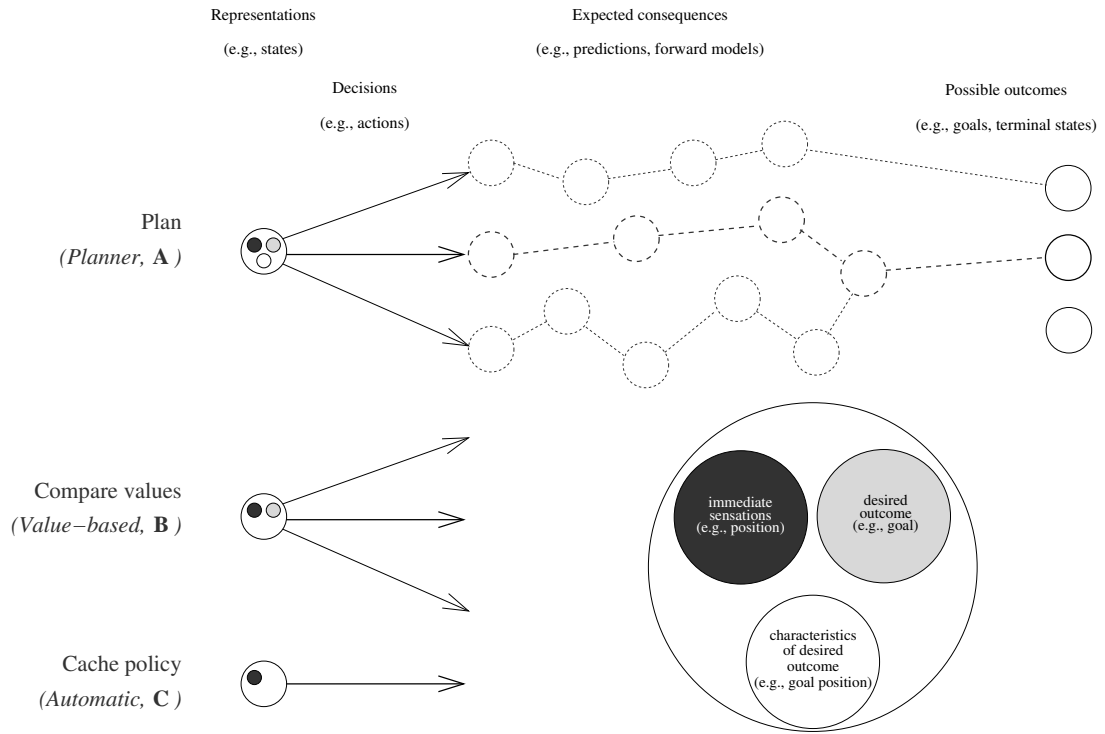 Representations
(e.g., states)
Expected consequences
(e.g., predictions, forward models)
Decisions
(e.g., actions)
Possible outcomes
(e.g., goals, terminal states)
Plan
(Planner, A )
Compare values
(Value−based, B )
Cache policy
(Automatic, C )
immediate
sensations
(e.g., position)
desired
outcome
(e.g., goal)
characteristics
of desired
outcome
(e.g., goal position)